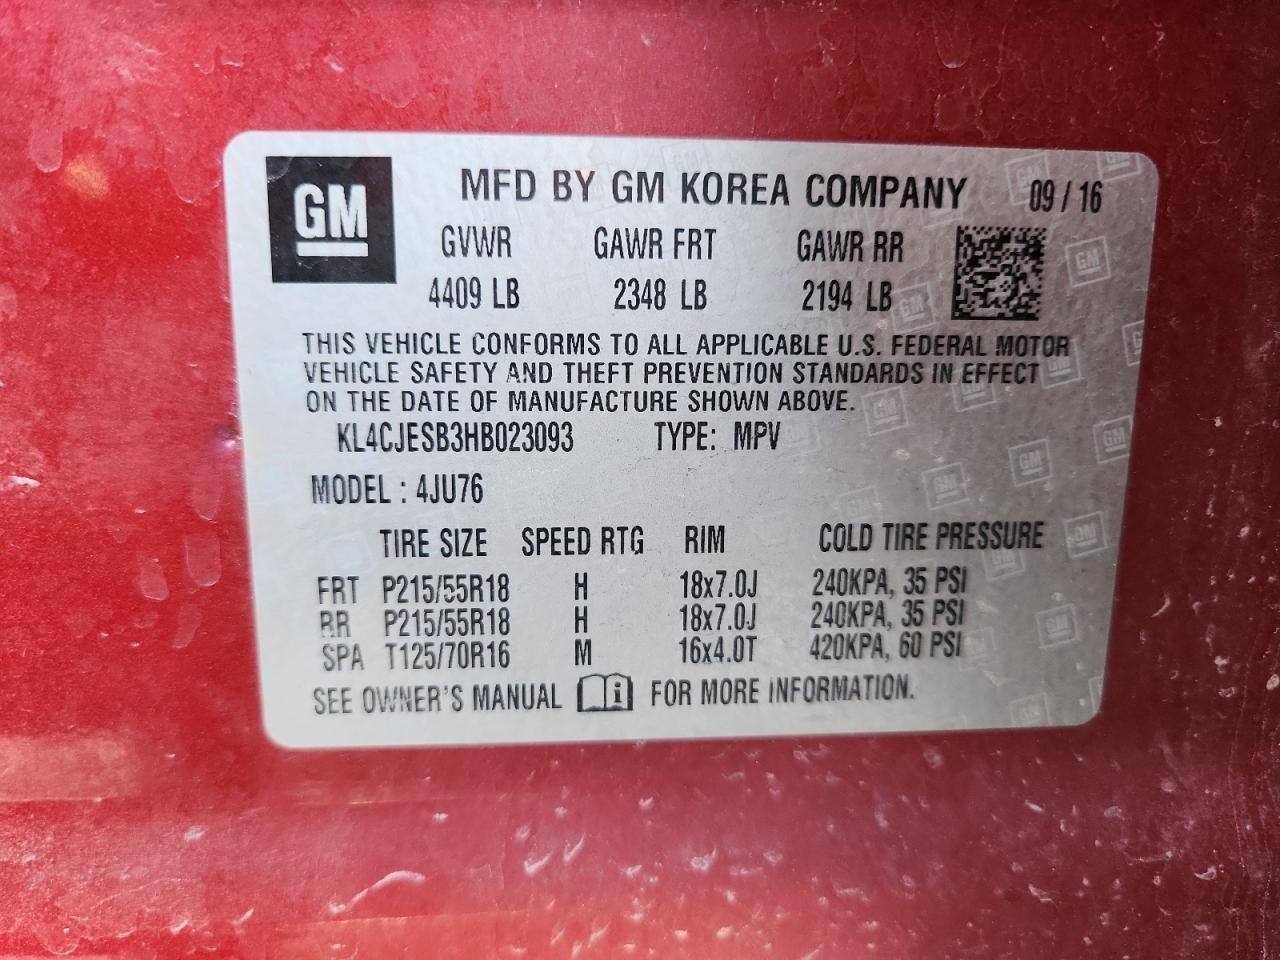 GM
MFD BY GM KOREA COMPANY 09 / 16
GVWR GAWR FRT GAWR RR
4409 LB 2348 LB 2194 LB
THIS VEHICLE CONFORMS TO ALL APPLICABLE U.S. FEDERAL MOTOR
VEHICLE SAFETY AND THEFT PREVENTION STANDARDS IN EFFECT
ON THE DATE OF MANUFACTURE SHOWN ABOVE.
KL4CJESB3HB023093 TYPE: MPV
MODEL : 4JU76
TIRE SIZE SPEED RTG RIM COLD TIRE PRESSURE
FRT P215/55R18 H 18x7.0J 240KPA, 35 PSI
RR P215/55R18 H 18x7.0J 240KPA, 35 PSI
SPA T125/70R16 M 16x4.0T 420KPA, 60 PSI
SEE OWNER'S MANUAL i FOR MORE INFORMATION.